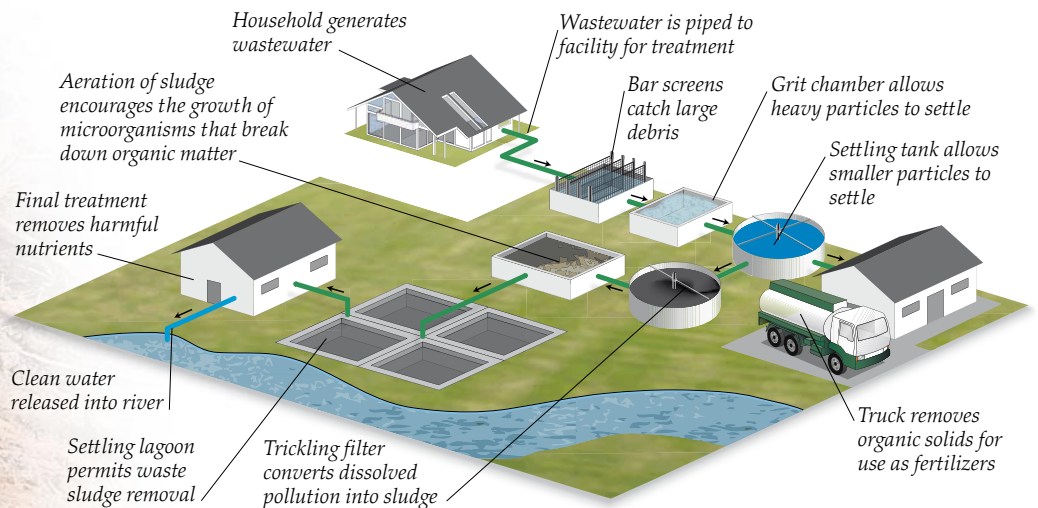 Household generates
wastewater
Wastewater is piped to
facility for treatment
Aeration of sludge
encourages the growth of
microorganisms that break
down organic matter
Bar screens
catch large
debris
Grit chamber allows
heavy particles to settle
Settling tank allows
smaller particles to
settle
Final treatment
removes harmful
nutrients
Clean water
released into river
Settling lagoon
permits waste
sludge removal
Trickling filter
converts dissolved
pollution into sludge
Truck removes
organic solids for
use as fertilizers